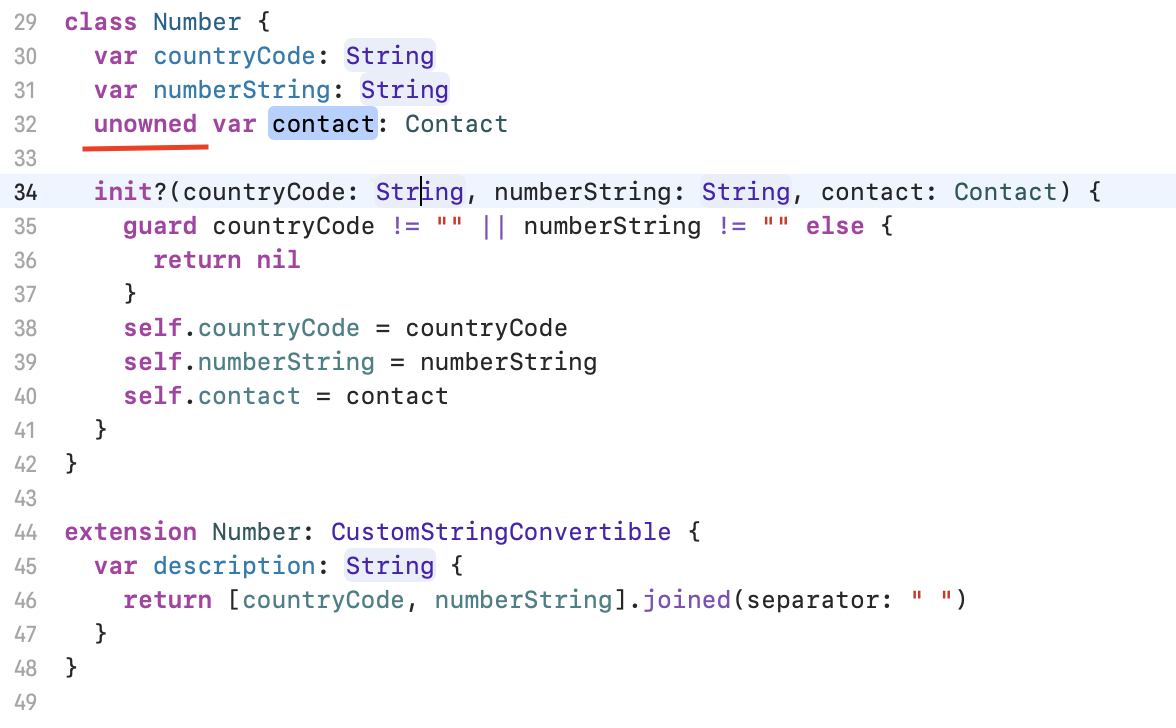 29 class Number {
30 var countryCode: String
31 var numberString: String
32 unowned var contact: Contact
33
34 init?(countryCode: String, numberString: String, contact: Contact) {
35 guard countryCode != "" || numberString != "" else {
36 return nil
37 }
38 self.countryCode = countryCode
39 self.numberString = numberString
40 self.contact = contact
41 }
42 }
43
44 extension Number: CustomStringConvertible {
45 var description: String {
46 return [countryCode, numberString].joined(separator: " ")
47 }
48 }
49